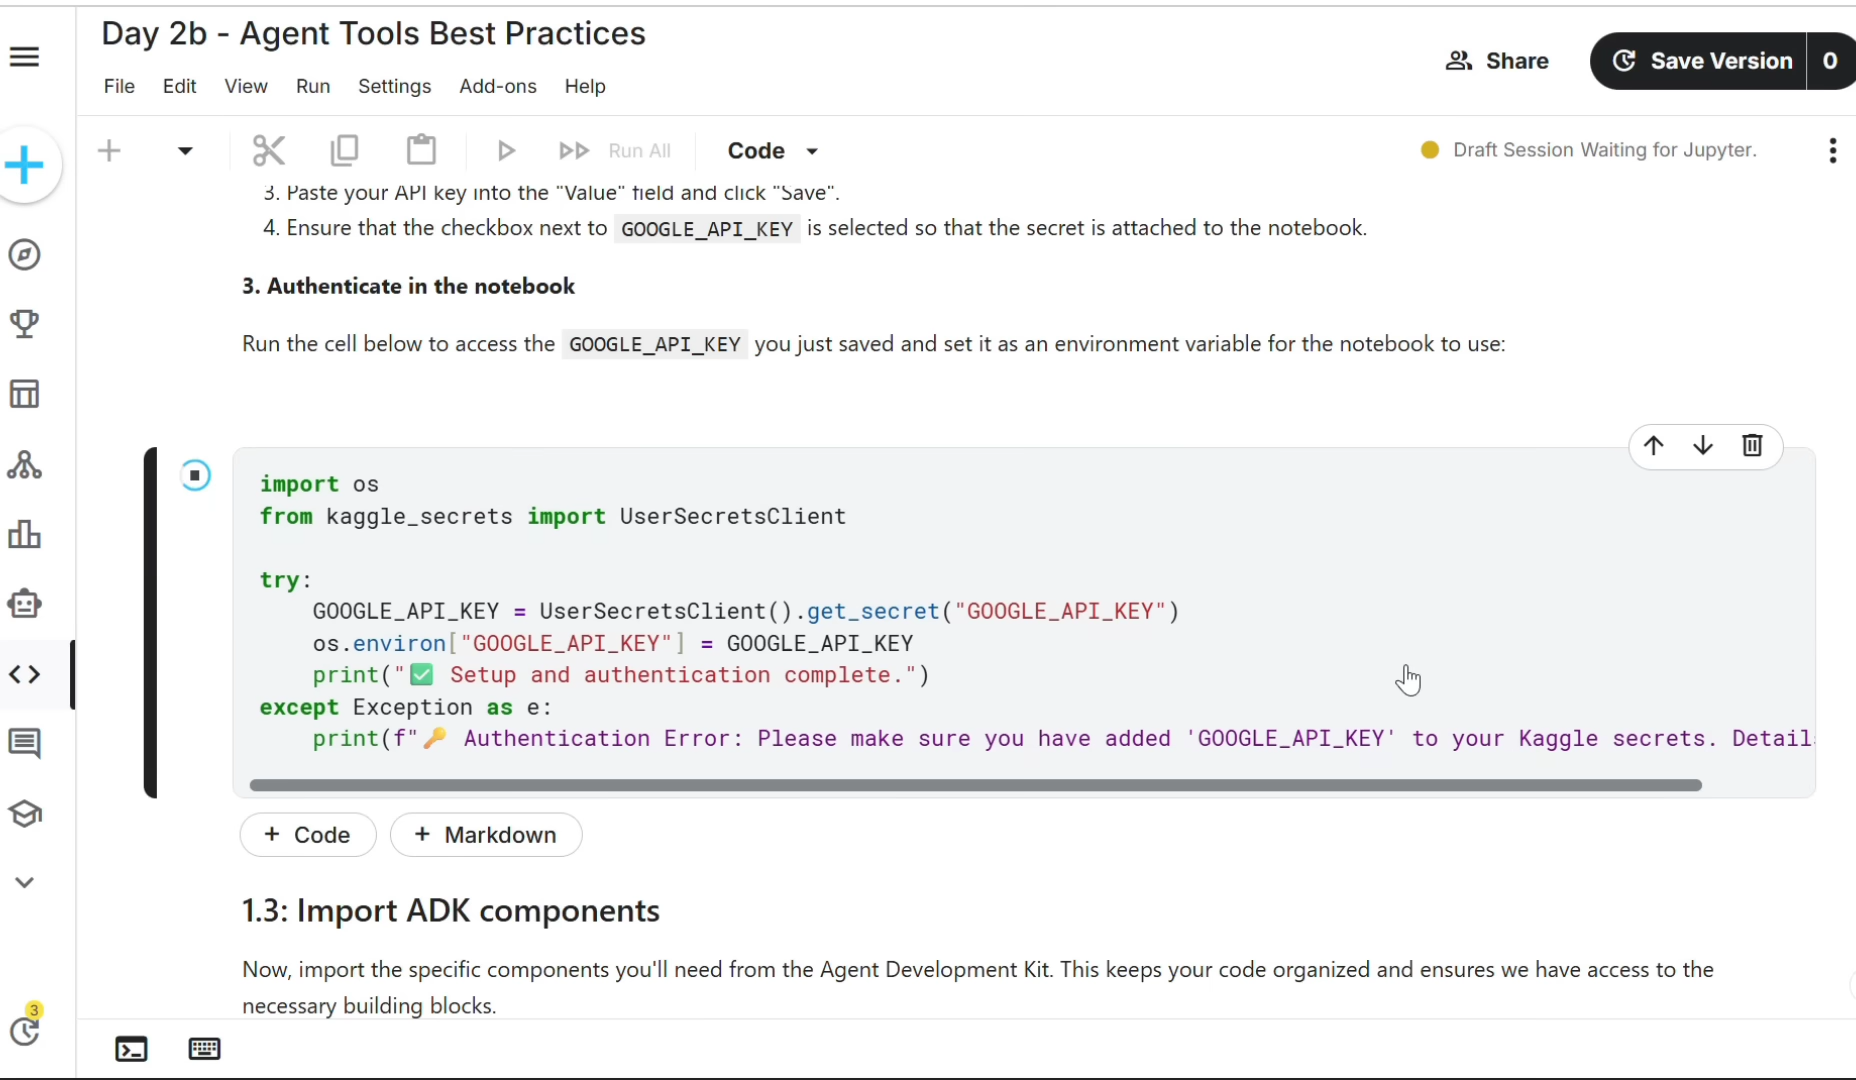 Day 2b - Agent Tools Best Practices
File Edit View Run Settings Add-ons Help
Share
Save Version 0
Run All
Code
Draft Session Waiting for Jupyter.
3. Paste your API key into the "Value" field and click "Save".
4. Ensure that the checkbox next to GOOGLE_API_KEY is selected so that the secret is attached to the notebook.
3. Authenticate in the notebook
Run the cell below to access the GOOGLE_API_KEY you just saved and set it as an environment variable for the notebook to use:
import os
from kaggle_secrets import UserSecretsClient
try:
    GOOGLE_API_KEY = UserSecretsClient().get_secret("GOOGLE_API_KEY")
    os.environ["GOOGLE_API_KEY"] = GOOGLE_API_KEY
    print("✅ Setup and authentication complete.")
except Exception as e:
    print(f"🔑 Authentication Error: Please make sure you have added 'GOOGLE_API_KEY' to your Kaggle secrets. Detail
+ Code + Markdown
1.3: Import ADK components
Now, import the specific components you'll need from the Agent Development Kit. This keeps your code organized and ensures we have access to the
necessary building blocks.
3